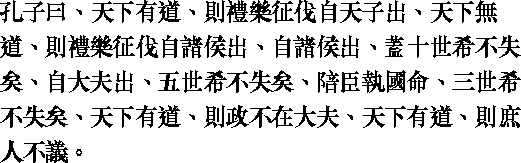 孔子曰、天下有道、則禮樂征伐自天子出、天下無
道、則禮樂征伐自諸侯出、自諸侯出、蓋十世希不失
矣、自大夫出、五世希不失矣、陪臣執國命、三世希
不失矣、天下有道、則政不在大夫、天下有道、則庶
人不議。